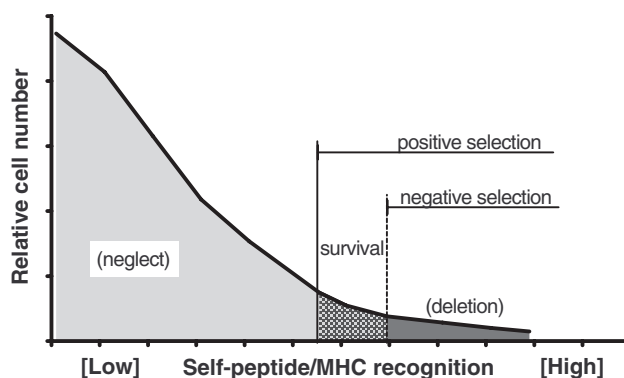 Relative cell number
positive selection
negative selection
survival
(neglect)
(deletion)
[Low] Self-peptide/MHC recognition [High]